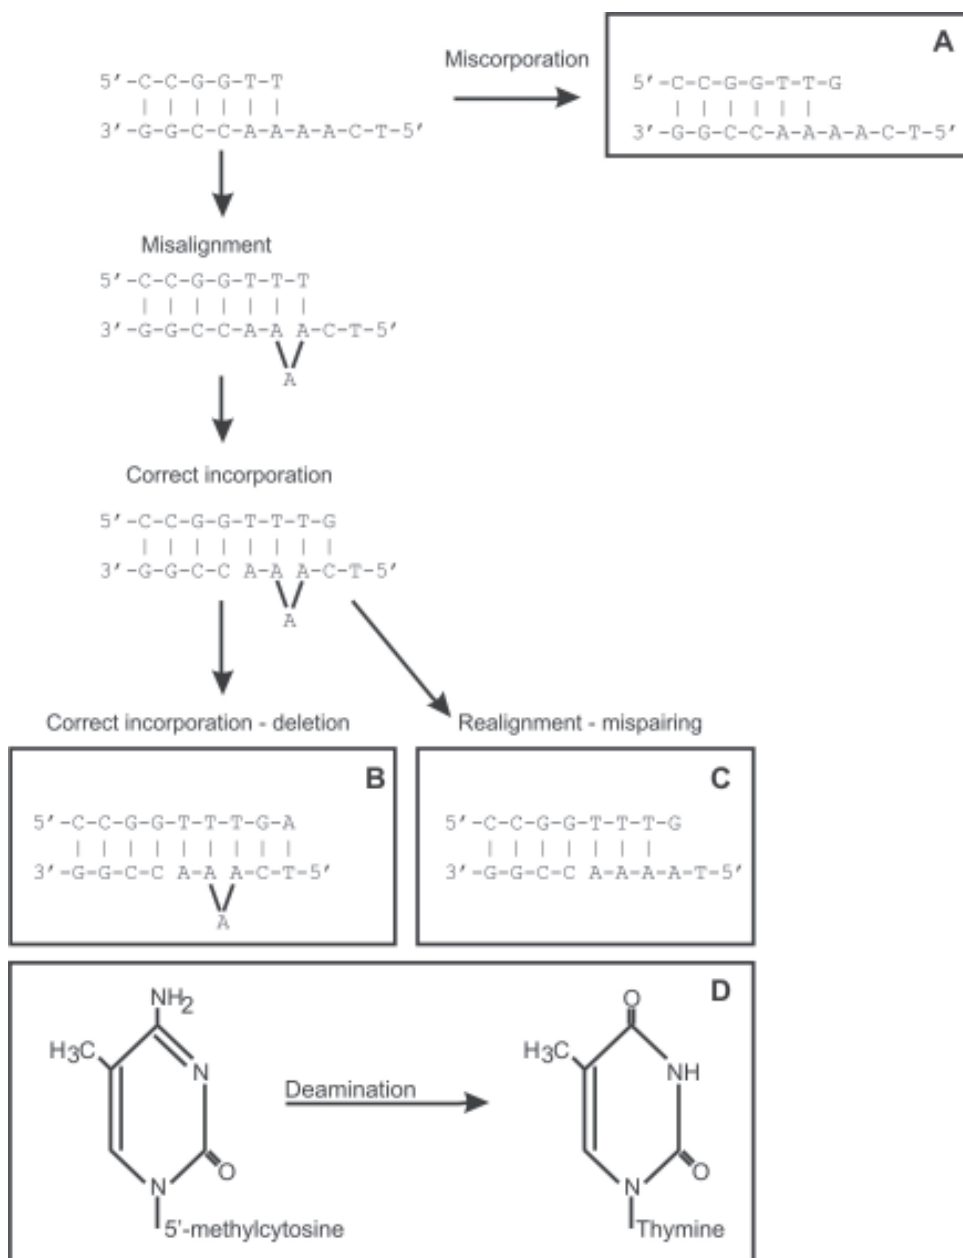 Miscorporation
A
5'-C-C-G-G-T-T
3'-G-G-C-C-A-A-A-A-C-T-5'
5'-C-C-G-G-T-T-G
3'-G-G-C-C-A-A-A-A-C-T-5'
Misalignment
5'-C-C-G-G-T-T-T
3'-G-G-C-C-A-A A-C-T-5'
A
Correct incorporation
5'-C-C-G-G-T-T-T-G
3'-G-G-C-C A-A A-C-T-5'
A
Correct incorporation - deletion
B
5'-C-C-G-G-T-T-T-G-A
3'-G-G-C-C A-A A-C-T-5'
A
Realignment - mispairing
C
5'-C-C-G-G-T-T-T-G
3'-G-G-C-C A-A-A-A-T-5'
D
NH2
H3C
N
N
O
5'-methylcytosine
Deamination
O
H3C
NH
N
O
Thymine